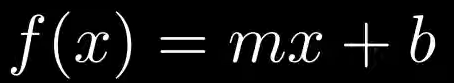 f(x) = mx + b